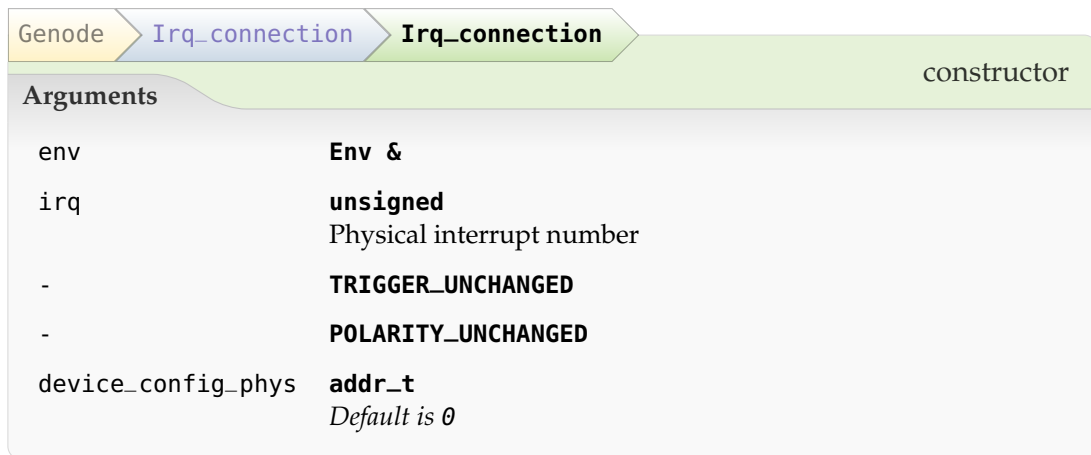 Genode Irq_connection Irq_connection
constructor
Arguments
env Env &
irq unsigned
Physical interrupt number
- TRIGGER_UNCHANGED
- POLARITY_UNCHANGED
device_config_phys addr_t
Default is 0